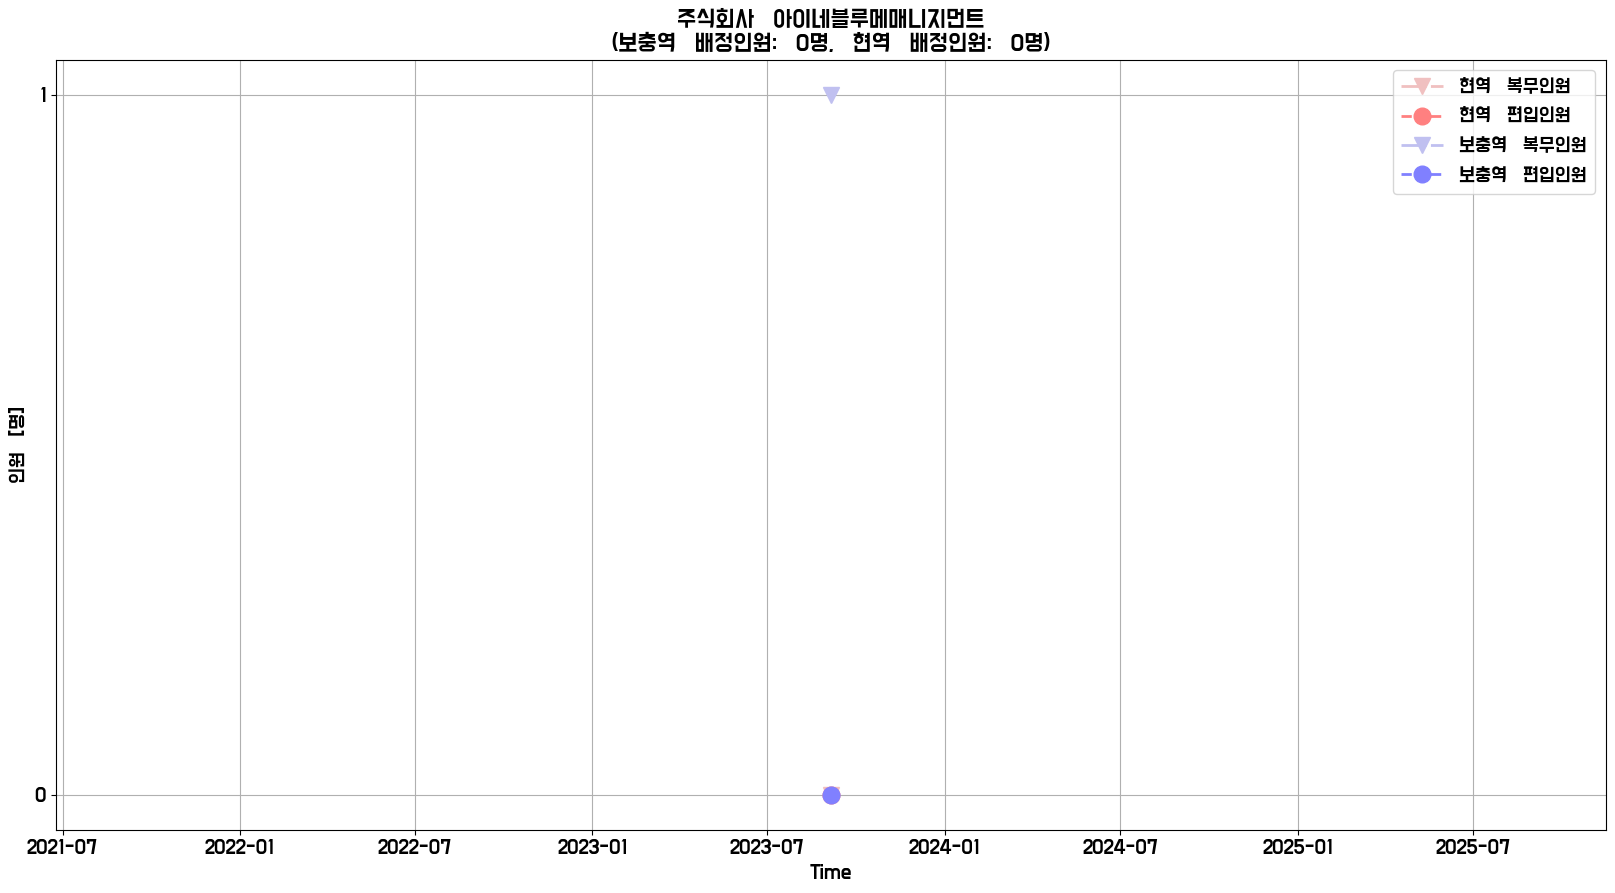 주식회사 아이네블루메매니지먼트
(보충역 배정인원: 0명, 현역 배정인원: 0명)
현역 복무인원
현역 편입인원
보충역 복무인원
보충역 편입인원
인원 [명]
1
0
2021-07 2022-01 2022-07 2023-01 2023-07 2024-01 2024-07 2025-01 2025-07
Time